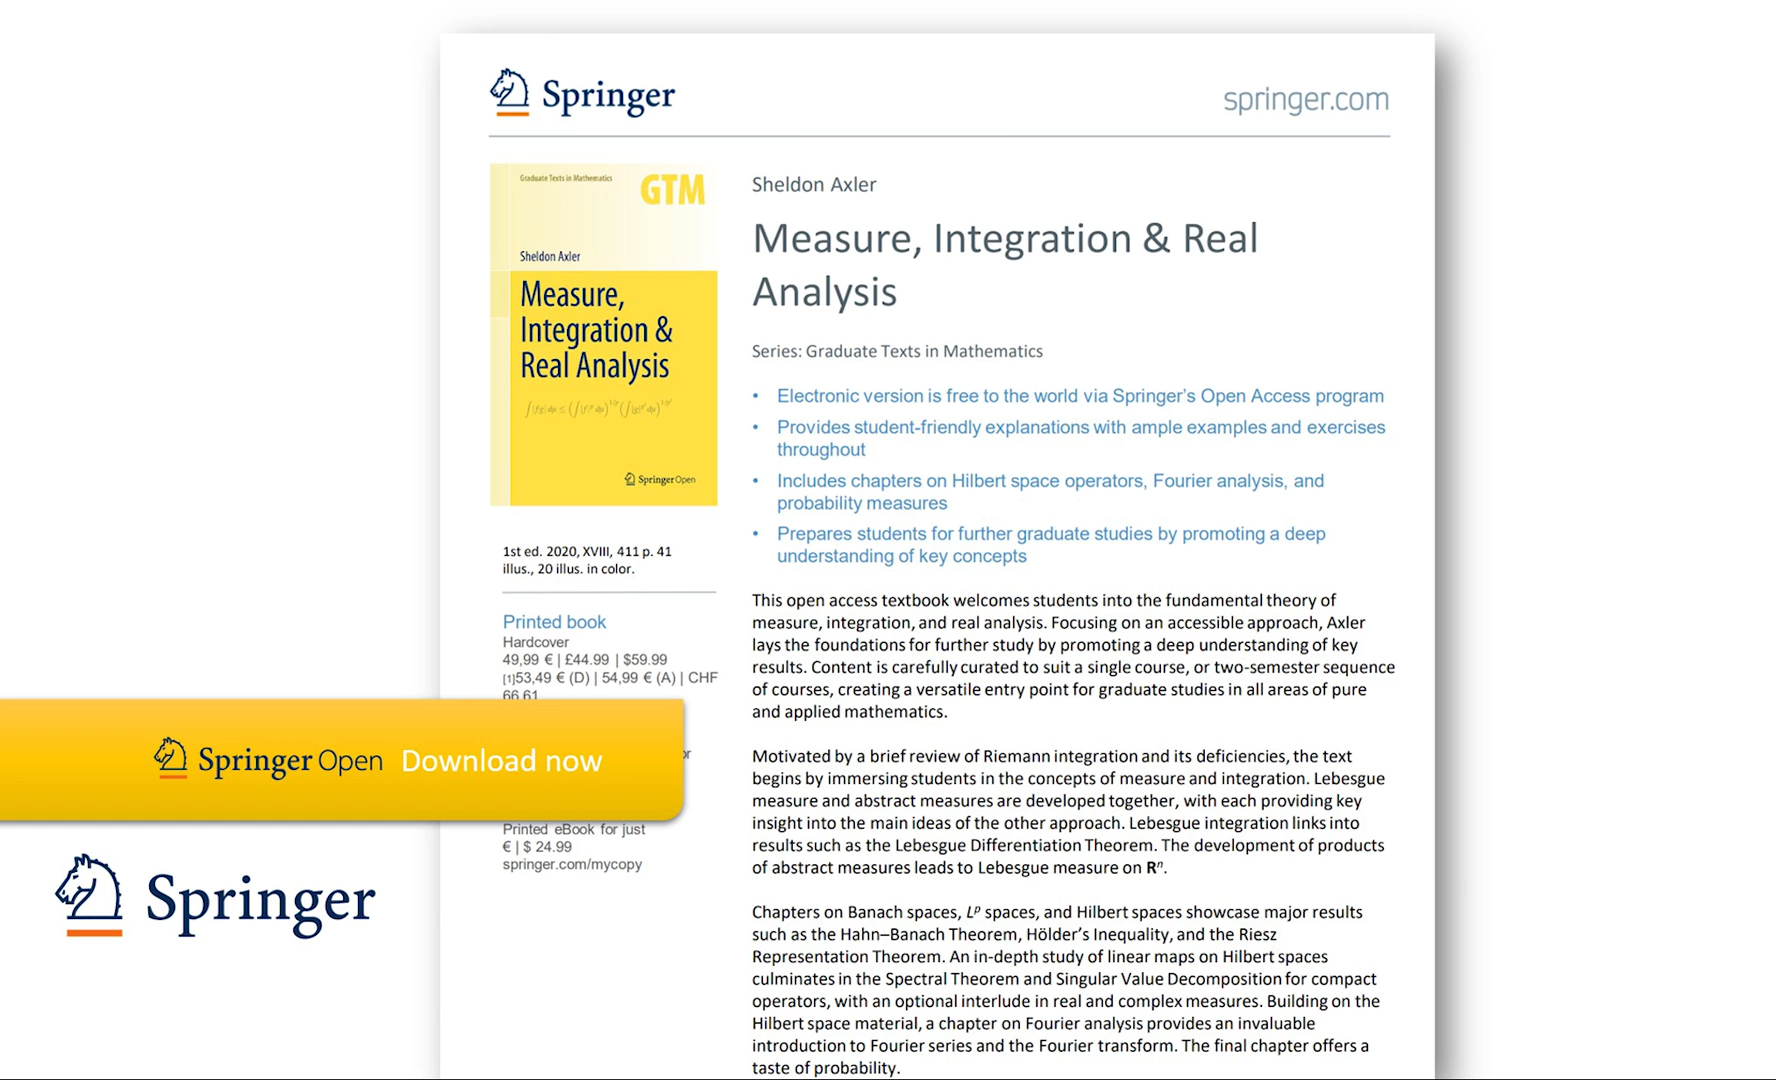 Springer
springer.com
Graduate Texts in Mathematics
GTM
Sheldon Axler
Measure,
Integration &
Real Analysis
Springer Open
1st ed. 2020, XVIII, 411 p. 41
illus., 20 illus. in color.
Printed book
Hardcover
49,99 € | £44.99 | $59.99
[1]53,49 € (D) | 54,99 € (A) | CHF
66.61
Springer Open Download now
Printed eBook for just
€ | $ 24.99
springer.com/mycopy
Springer
Sheldon Axler
Measure, Integration & Real
Analysis
Series: Graduate Texts in Mathematics
• Electronic version is free to the world via Springer’s Open Access program
• Provides student-friendly explanations with ample examples and exercises
throughout
• Includes chapters on Hilbert space operators, Fourier analysis, and
probability measures
• Prepares students for further graduate studies by promoting a deep
understanding of key concepts
This open access textbook welcomes students into the fundamental theory of
measure, integration, and real analysis. Focusing on an accessible approach, Axler
lays the foundations for further study by promoting a deep understanding of key
results. Content is carefully curated to suit a single course, or two-semester sequence
of courses, creating a versatile entry point for graduate studies in all areas of pure
and applied mathematics.
Motivated by a brief review of Riemann integration and its deficiencies, the text
begins by immersing students in the concepts of measure and integration. Lebesgue
measure and abstract measures are developed together, with each providing key
insight into the main ideas of the other approach. Lebesgue integration links into
results such as the Lebesgue Differentiation Theorem. The development of products
of abstract measures leads to Lebesgue measure on Rⁿ.
Chapters on Banach spaces, Lᵖ spaces, and Hilbert spaces showcase major results
such as the Hahn–Banach Theorem, Hölder’s Inequality, and the Riesz
Representation Theorem. An in-depth study of linear maps on Hilbert spaces
culminates in the Spectral Theorem and Singular Value Decomposition for compact
operators, with an optional interlude in real and complex measures. Building on the
Hilbert space material, a chapter on Fourier analysis provides an invaluable
introduction to Fourier series and the Fourier transform. The final chapter offers a
taste of probability.